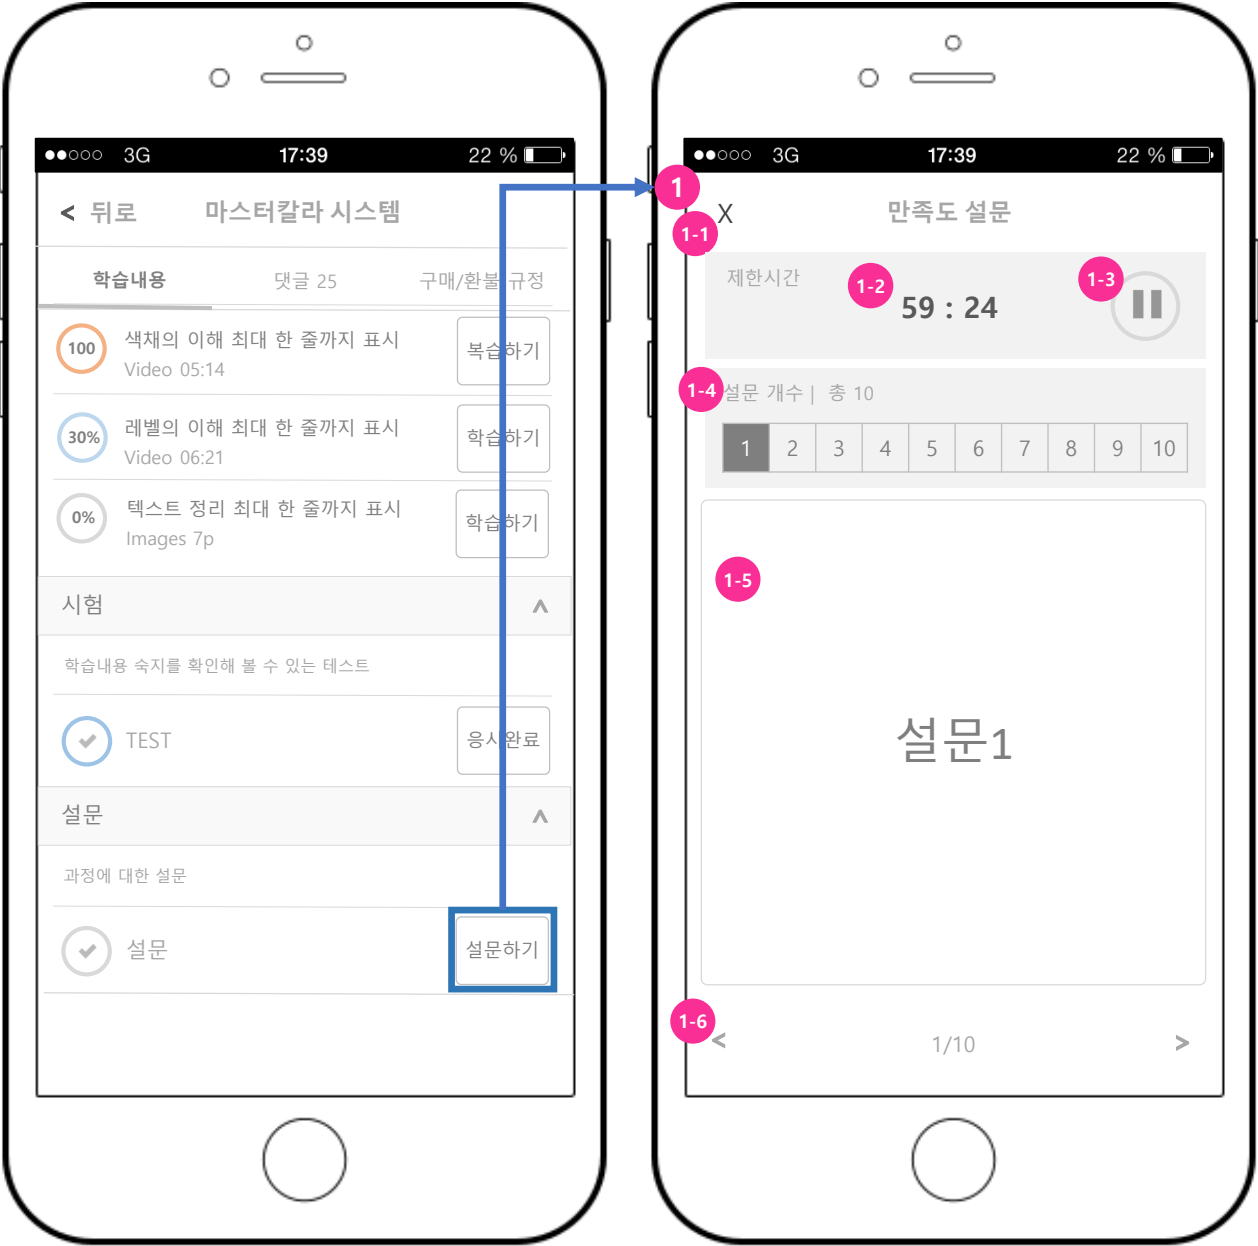 3G 17:39 22 %
< 뒤로 마스터칼라 시스템
학습내용 댓글 25 구매/환불 규정
100 색채의 이해 최대 한 줄까지 표시
Video 05:14
복습하기
30% 레벨의 이해 최대 한 줄까지 표시
Video 06:21
학습하기
0% 텍스트 정리 최대 한 줄까지 표시
Images 7p
학습하기
시험
학습내용 숙지를 확인해 볼 수 있는 테스트
TEST 응시완료
설문
과정에 대한 설문
설문 설문하기
3G 17:39 22 %
1
X 만족도 설문
1-1
제한시간
1-2
59 : 24
1-3
1-4
설문 개수 | 총 10
1 2 3 4 5 6 7 8 9 10
1-5
설문1
1-6
< 1/10 >